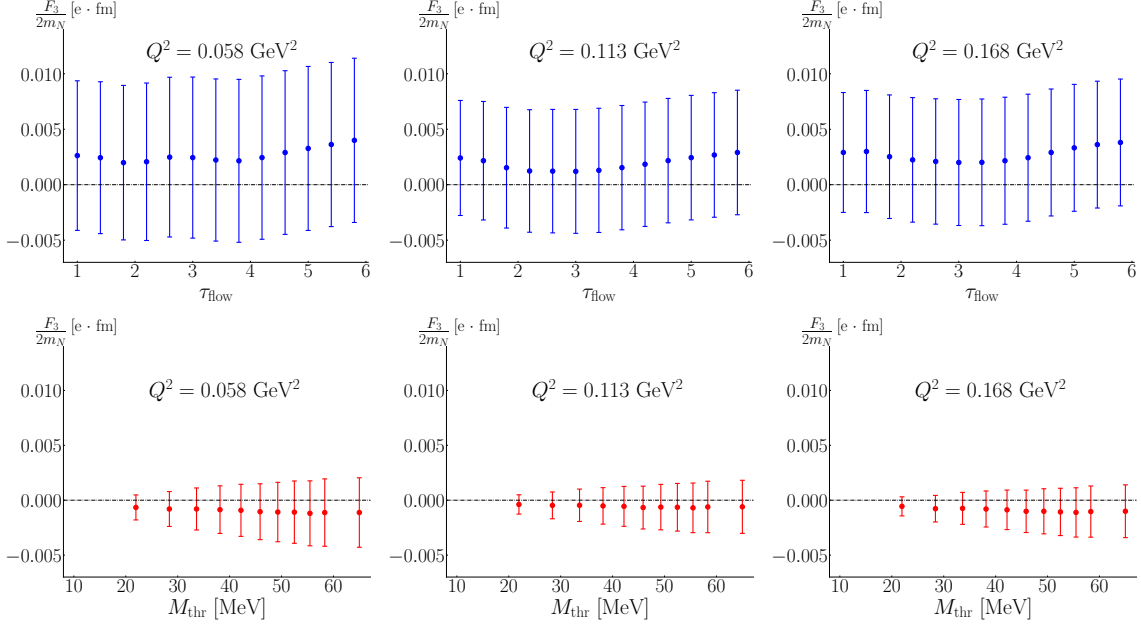 F_3/2m_N [e · fm]
Q^2 = 0.058 GeV^2
0.010
0.005
0.000
−0.005
1 2 3 4 5 6
τ_flow
F_3/2m_N [e · fm]
Q^2 = 0.113 GeV^2
0.010
0.005
0.000
−0.005
1 2 3 4 5 6
τ_flow
F_3/2m_N [e · fm]
Q^2 = 0.168 GeV^2
0.010
0.005
0.000
−0.005
1 2 3 4 5 6
τ_flow
F_3/2m_N [e · fm]
Q^2 = 0.058 GeV^2
0.010
0.005
0.000
−0.005
10 20 30 40 50 60
M_thr [MeV]
F_3/2m_N [e · fm]
Q^2 = 0.113 GeV^2
0.010
0.005
0.000
−0.005
10 20 30 40 50 60
M_thr [MeV]
F_3/2m_N [e · fm]
Q^2 = 0.168 GeV^2
0.010
0.005
0.000
−0.005
10 20 30 40 50 60
M_thr [MeV]